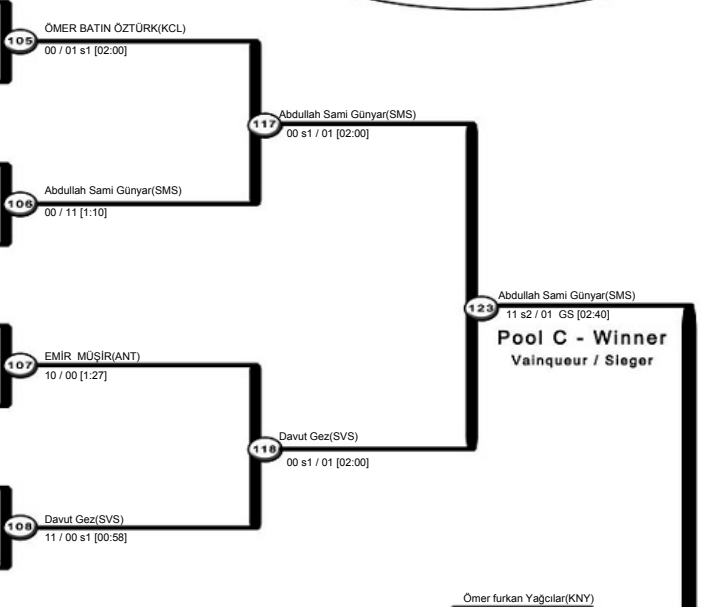 105
ÖMER BATIN ÖZTÜRK(KCL)
00 / 01 s1 [02:00]
117
Abdullah Sami Günyar(SMS)
00 s1 / 01 [02:00]
106
Abdullah Sami Günyar(SMS)
00 / 11 [1:10]
123
Abdullah Sami Günyar(SMS)
11 s2 / 01 GS [02:40]
Pool C - Winner
Vainqueur / Sieger
107
EMİR MÜŞİR(ANT)
10 / 00 [1:27]
118
Davut Gez(SVS)
00 s1 / 01 [02:00]
108
Davut Gez(SVS)
11 / 00 s1 [00:58]
Ömer furkan Yağcılar(KNY)